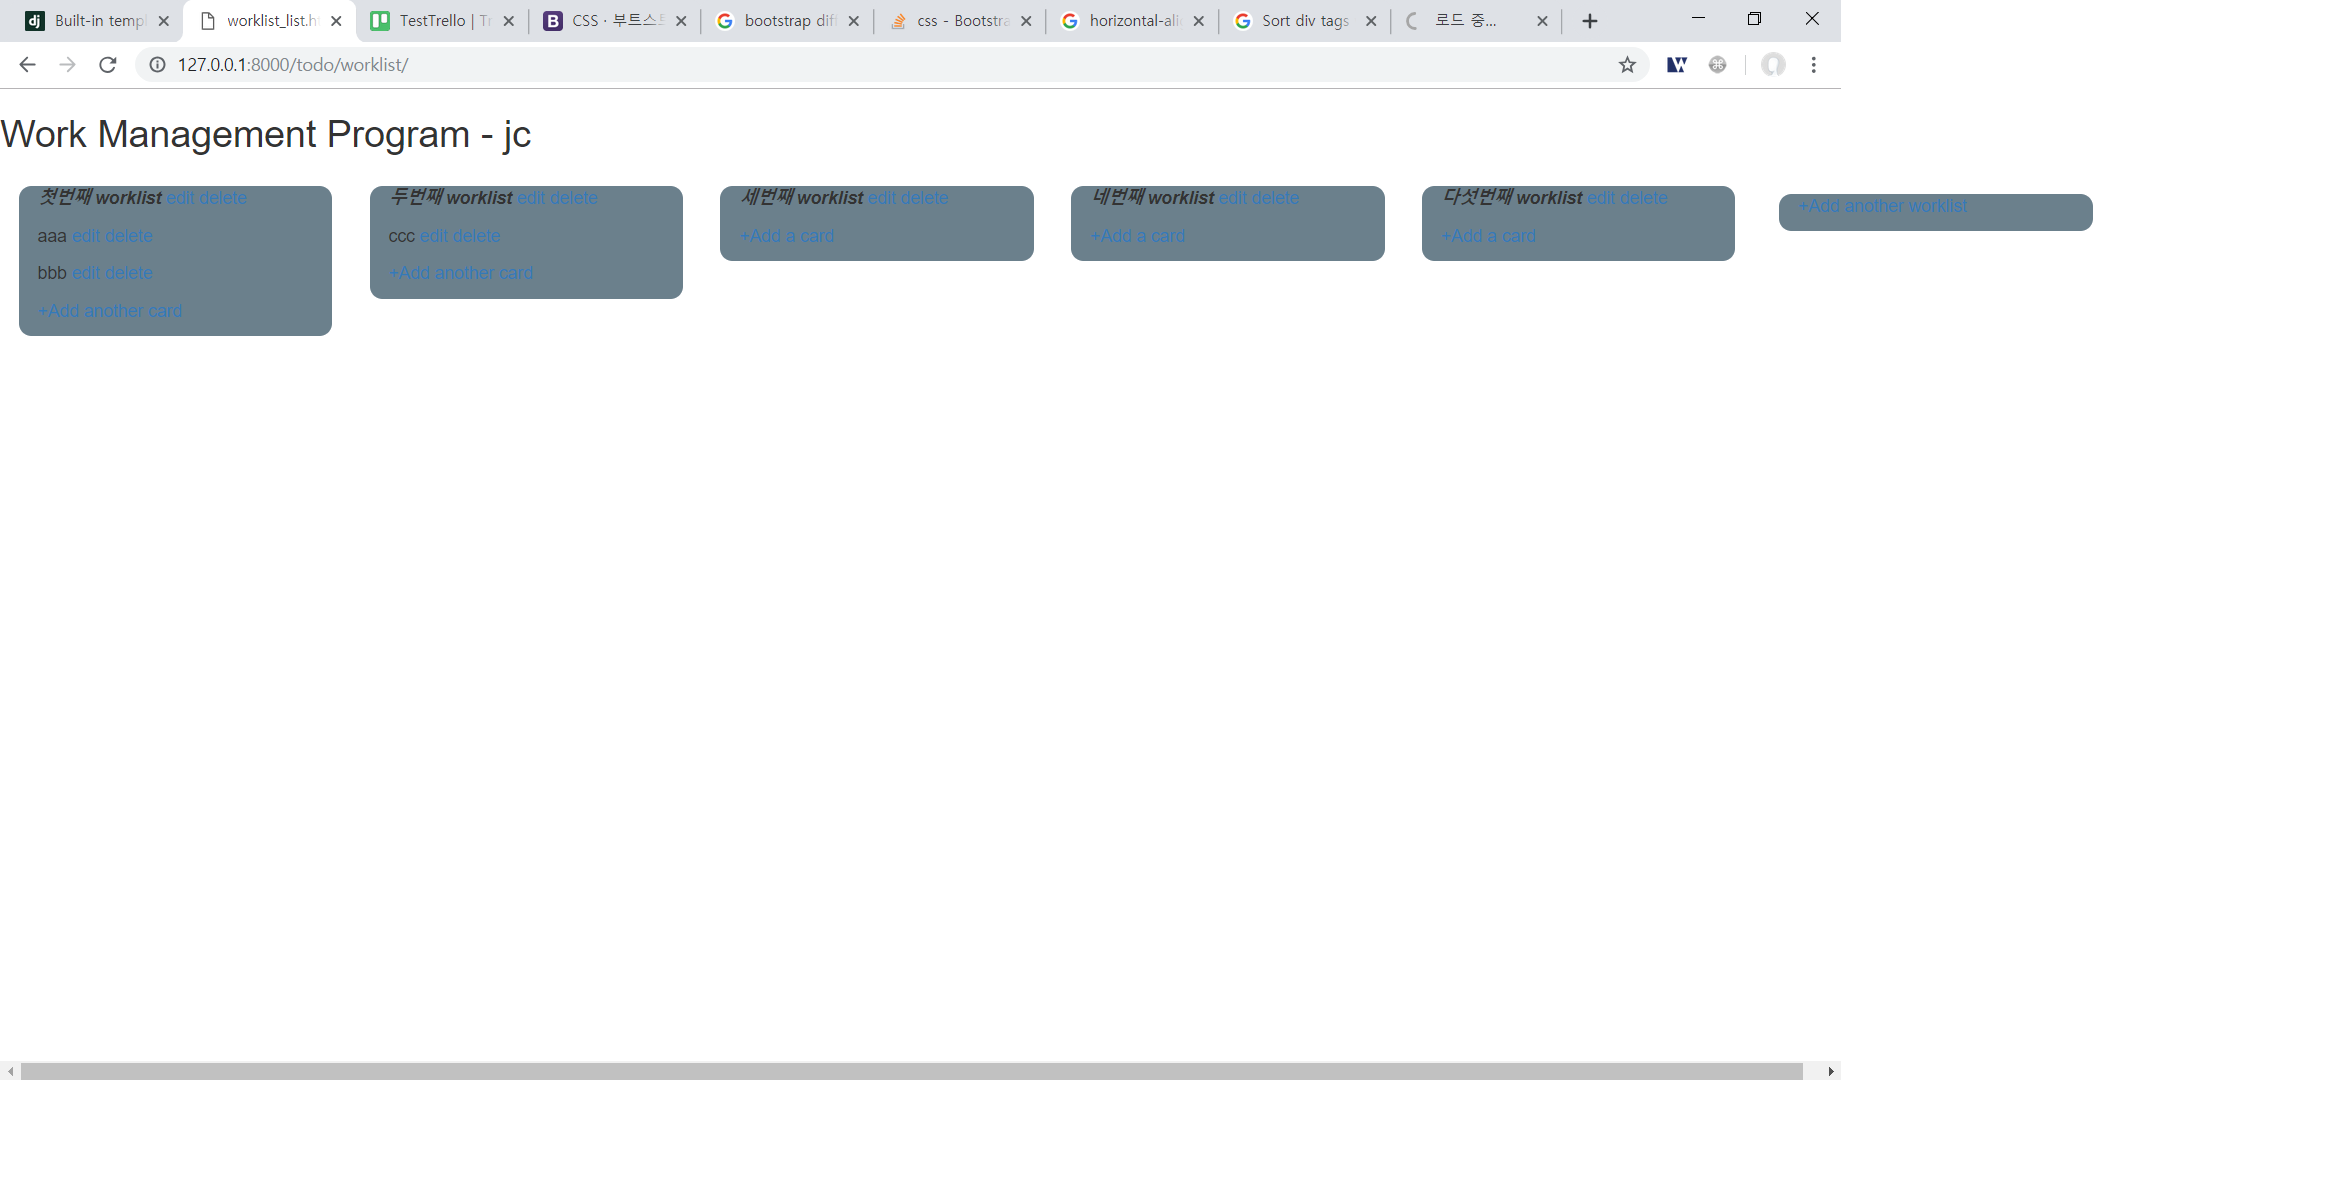 Built-in templ
worklist_list.h
TestTrello | Tr
CSS · 부트스트
bootstrap diff
css - Bootstra
horizontal-ali
Sort div tags
로드 중...
127.0.0.1:8000/todo/worklist/
Work Management Program - jc
첫번째 worklist edit delete
aaa edit delete
bbb edit delete
+Add another card
두번째 worklist edit delete
ccc edit delete
+Add another card
세번째 worklist edit delete
+Add a card
네번째 worklist edit delete
+Add a card
다섯번째 worklist edit delete
+Add a card
+Add another worklist